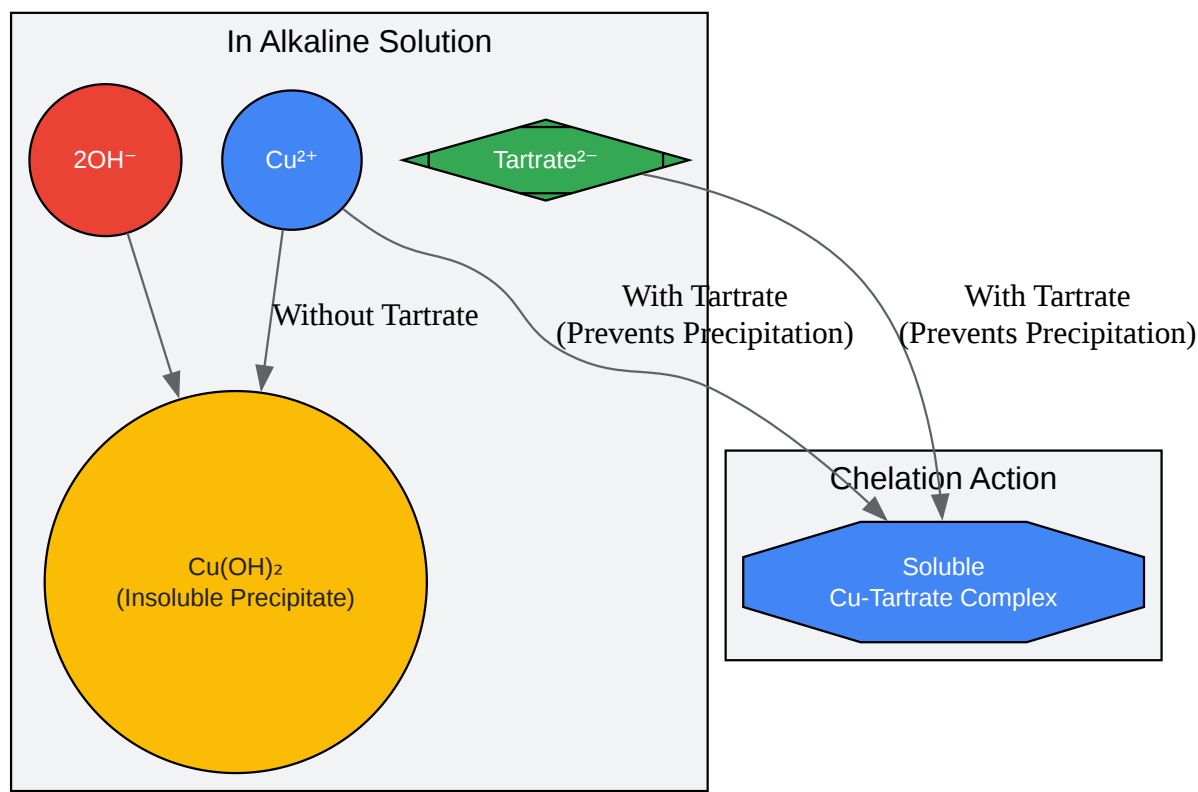 In Alkaline Solution
2OH⁻
Cu²⁺
Tartrate²⁻
Without Tartrate
With Tartrate
(Prevents Precipitation)
With Tartrate
(Prevents Precipitation)
Chelation Action
Cu(OH)₂
(Insoluble Precipitate)
Soluble
Cu-Tartrate Complex